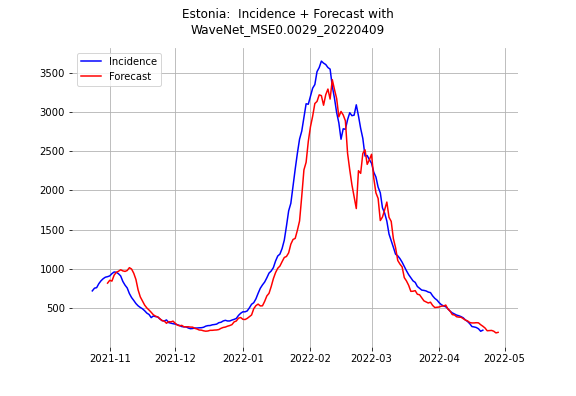 Estonia:  Incidence + Forecast with
WaveNet_MSE0.0029_20220409
Incidence
Forecast
3500
3000
2500
2000
1500
1000
500
2021-11 2021-12 2022-01 2022-02 2022-03 2022-04 2022-05